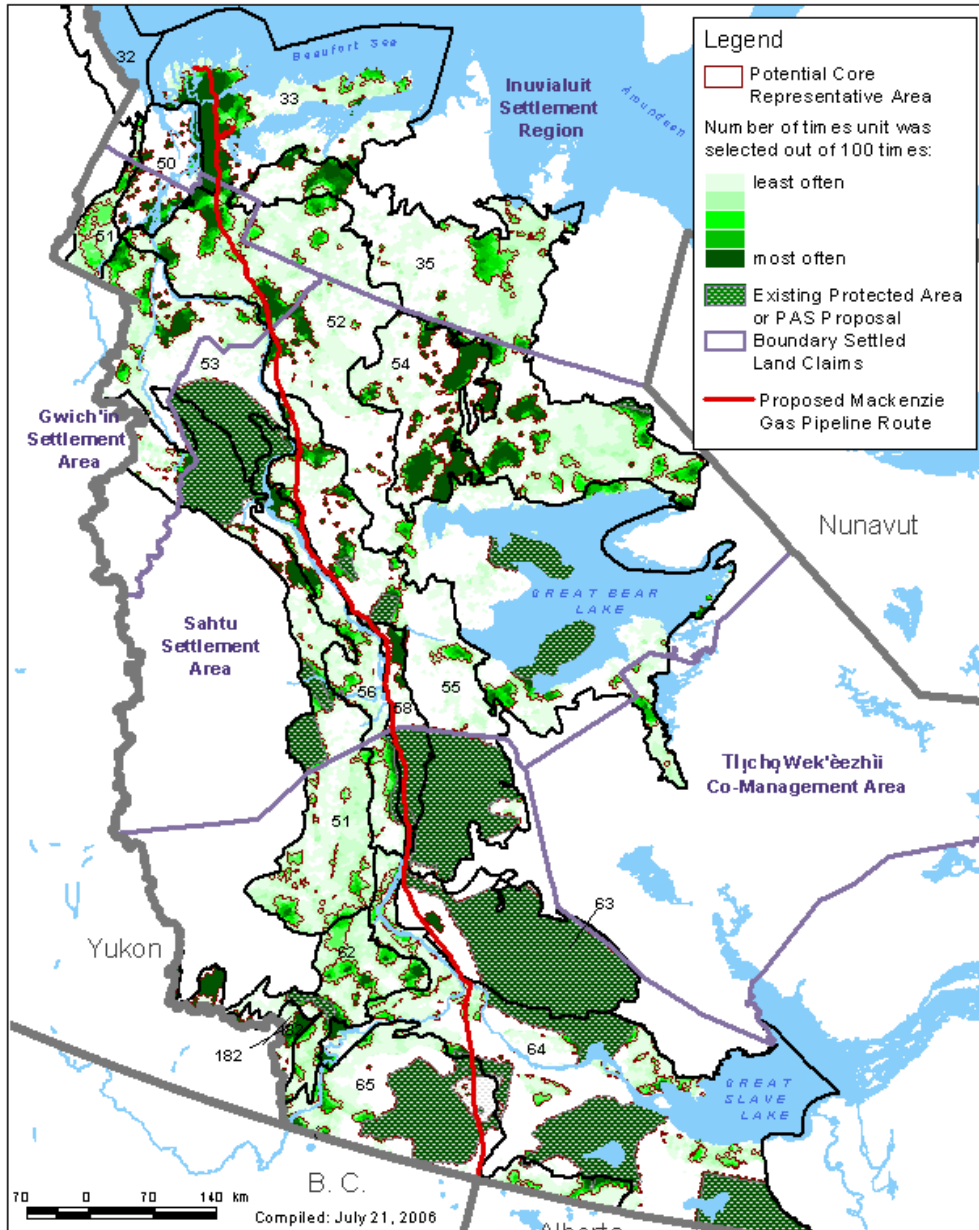 Legend
Potential Core
Representative Area
Number of times unit was
selected out of 100 times:
least often
most often
Existing Protected Area
or PAS Proposal
Boundary Settled
Land Claims
Proposed Mackenzie
Gas Pipeline Route
Beaufort Sea
Amundsen
32
33
Inuvialuit
Settlement
Region
50
51
35
52
53
54
Gwich'in
Settlement
Area
Nunavut
GREAT BEAR
LAKE
Sahtu
Settlement
Area
56
55
58
Tłįchǫ Wek'èezhìi
Co-Management Area
51
63
Yukon
62
182
182
64
65
GREAT
SLAVE
LAKE
B. C.
Alberta
70 0 70 140 km
Compiled: July 21, 2006